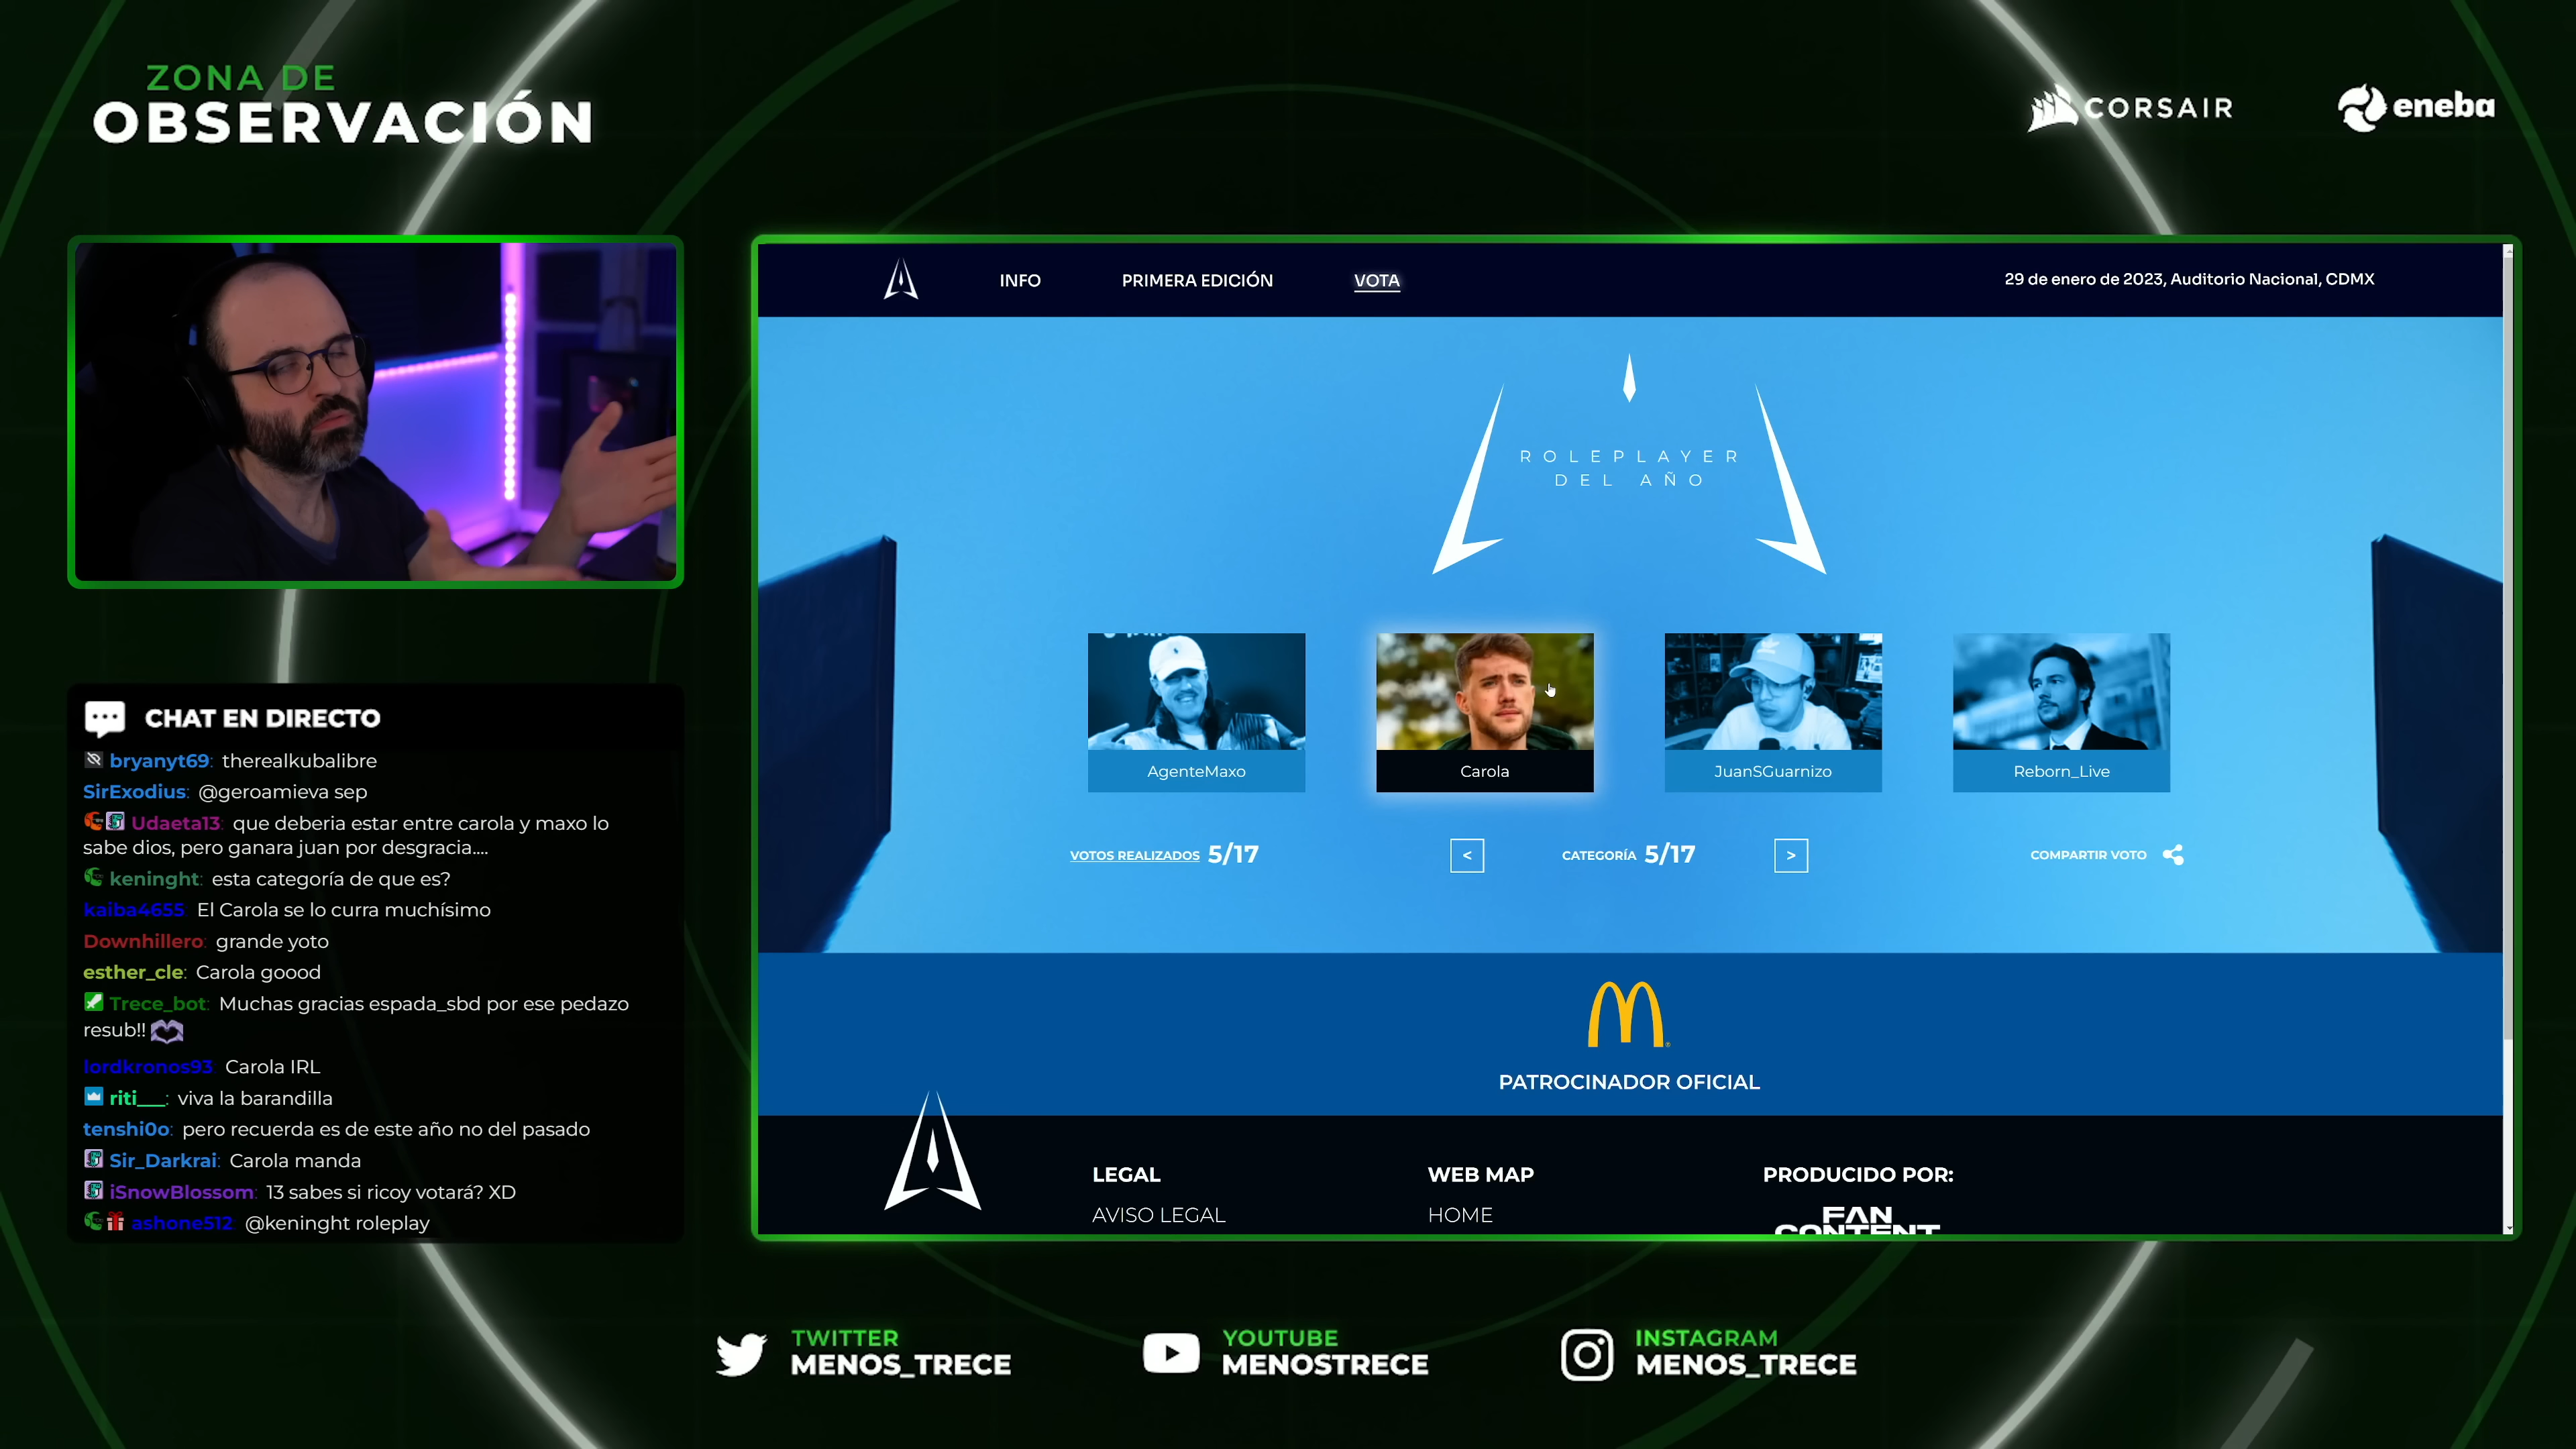 ZONA DE
OBSERVACIÓN
CORSAIR
eneba
INFO
PRIMERA EDICIÓN
VOTA
29 de enero de 2023, Auditorio Nacional, CDMX
ROLEPLAYER
DEL AÑO
AgenteMaxo
Carola
JuanSGuarnizo
Reborn_Live
VOTOS REALIZADOS 5/17
<
CATEGORÍA 5/17
>
COMPARTIR VOTO
PATROCINADOR OFICIAL
LEGAL
WEB MAP
PRODUCIDO POR:
AVISO LEGAL
HOME
FAN
CONTENT
CHAT EN DIRECTO
bryanyt69: therealkubalibre
SirExodius: @geroamieva sep
Udaeta13: que deberia estar entre carola y maxo lo
sabe dios, pero ganara juan por desgracia....
keninght: esta categoría de que es?
kaiba4655: El Carola se lo curra muchísimo
Downhillero: grande yoto
esther_cle: Carola goood
Trece_bot: Muchas gracias espada_sbd por ese pedazo
resub!!
lordkronos93: Carola IRL
riti___: viva la barandilla
tenshi0o: pero recuerda es de este año no del pasado
Sir_Darkrai: Carola manda
iSnowBlossom: 13 sabes si ricoy votará? XD
ashone512: @keninght roleplay
TWITTER
MENOS_TRECE
YOUTUBE
MENOSTRECE
INSTAGRAM
MENOS_TRECE